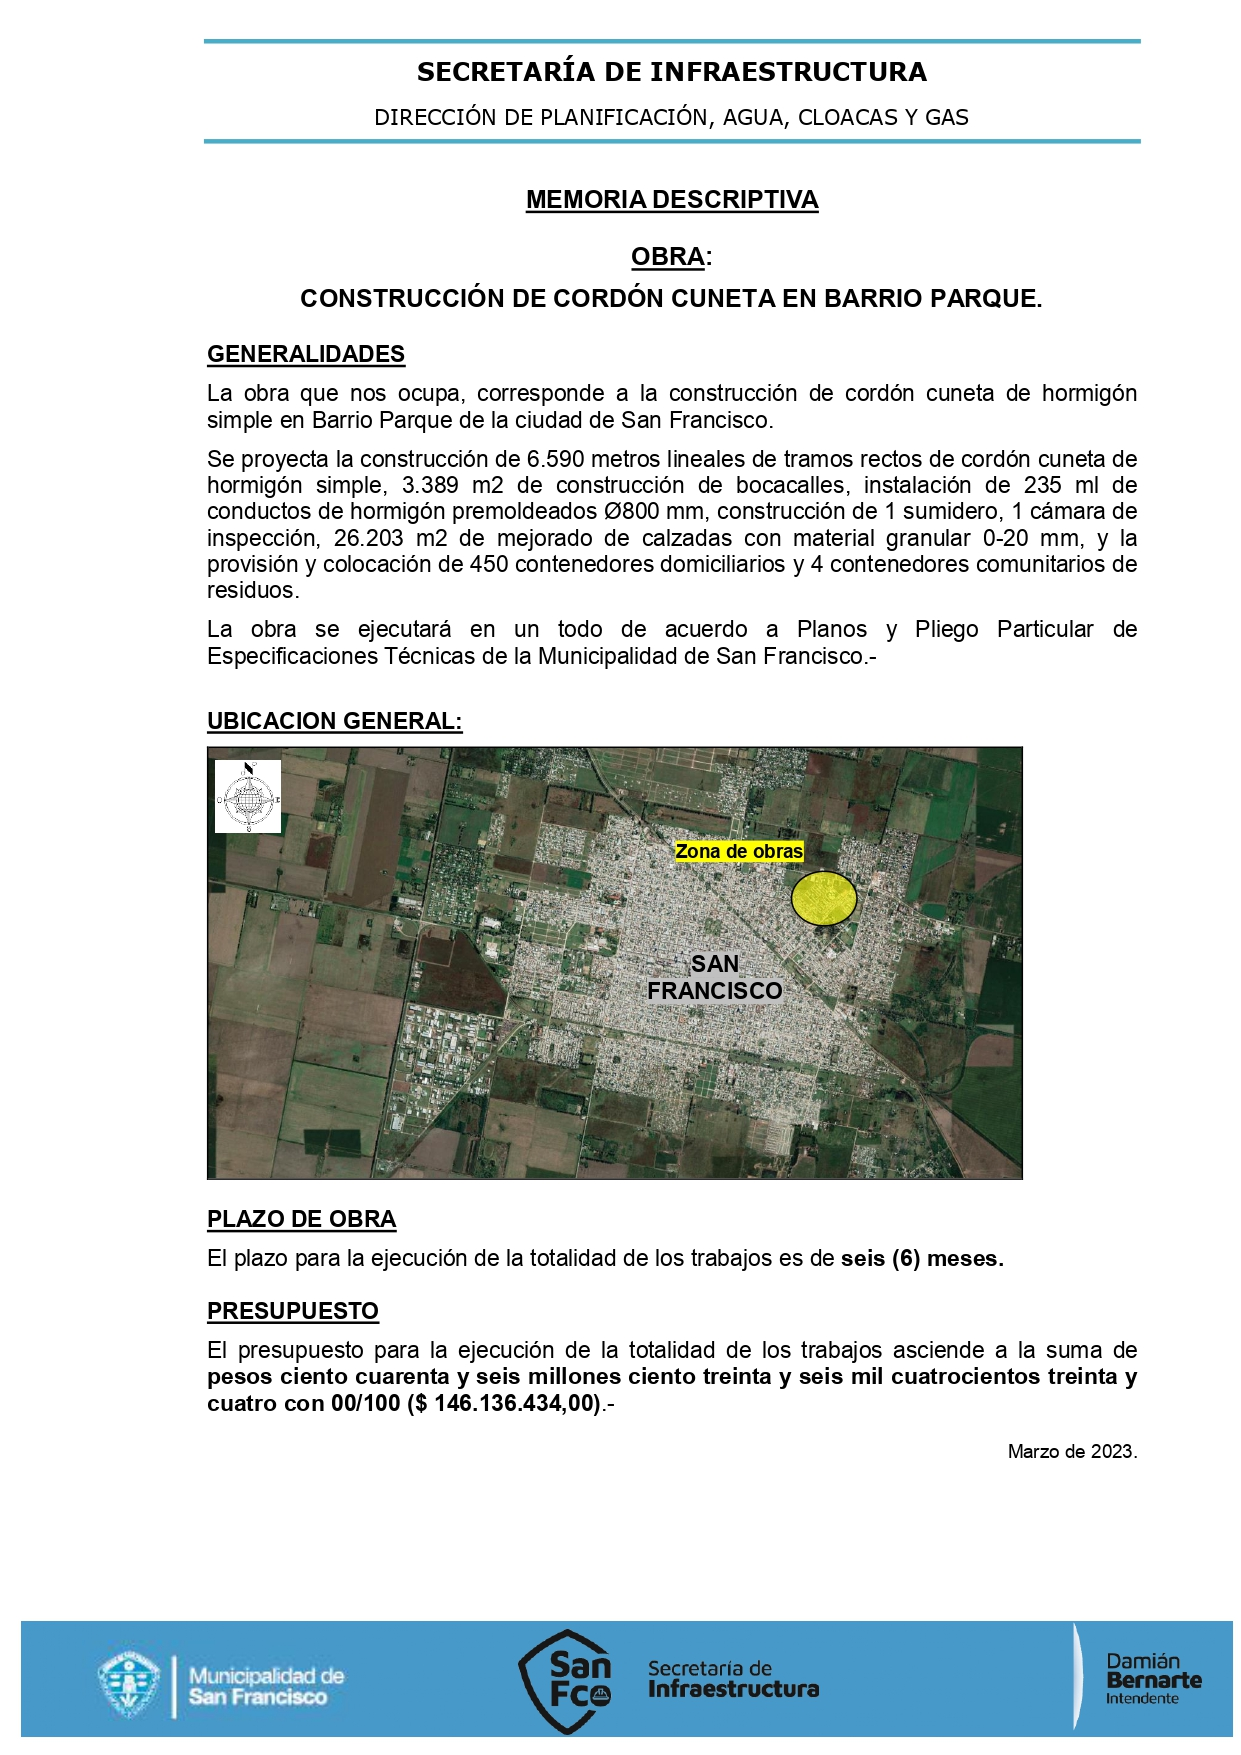 SECRETARÍA DE INFRAESTRUCTURA
DIRECCIÓN DE PLANIFICACIÓN, AGUA, CLOACAS Y GAS
MEMORIA DESCRIPTIVA
OBRA:
CONSTRUCCIÓN DE CORDÓN CUNETA EN BARRIO PARQUE.
GENERALIDADES
La obra que nos ocupa, corresponde a la construcción de cordón cuneta de hormigón
simple en Barrio Parque de la ciudad de San Francisco.
Se proyecta la construcción de 6.590 metros lineales de tramos rectos de cordón cuneta de
hormigón simple, 3.389 m2 de construcción de bocacalles, instalación de 235 ml de
conductos de hormigón premoldeados Ø800 mm, construcción de 1 sumidero, 1 cámara de
inspección, 26.203 m2 de mejorado de calzadas con material granular 0-20 mm, y la
provisión y colocación de 450 contenedores domiciliarios y 4 contenedores comunitarios de
residuos.
La obra se ejecutará en un todo de acuerdo a Planos y Pliego Particular de
Especificaciones Técnicas de la Municipalidad de San Francisco.-
UBICACION GENERAL:
Zona de obras
SAN
FRANCISCO
PLAZO DE OBRA
El plazo para la ejecución de la totalidad de los trabajos es de seis (6) meses.
PRESUPUESTO
El presupuesto para la ejecución de la totalidad de los trabajos asciende a la suma de
pesos ciento cuarenta y seis millones ciento treinta y seis mil cuatrocientos treinta y
cuatro con 00/100 ($ 146.136.434,00).-
Marzo de 2023.
Municipalidad de
San Francisco
San
Fco
Secretaría de
Infraestructura
Damián
Bernarte
Intendente